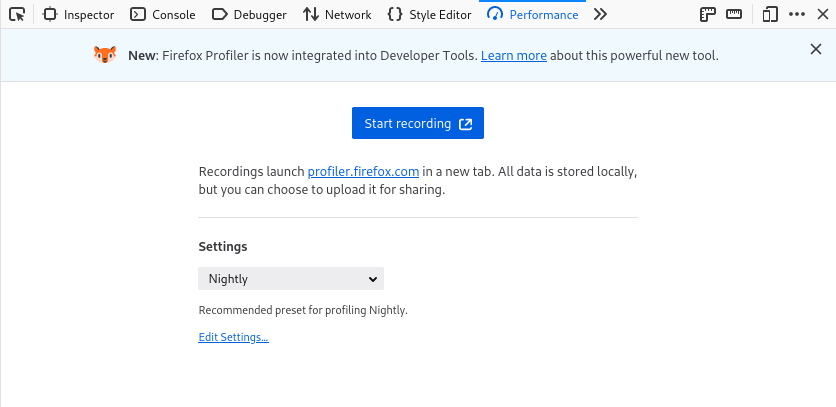 Inspector Console Debugger Network Style Editor Performance
New: Firefox Profiler is now integrated into Developer Tools. Learn more about this powerful new tool.
Start recording
Recordings launch profiler.firefox.com in a new tab. All data is stored locally,
but you can choose to upload it for sharing.
Settings
Nightly
Recommended preset for profiling Nightly.
Edit Settings…